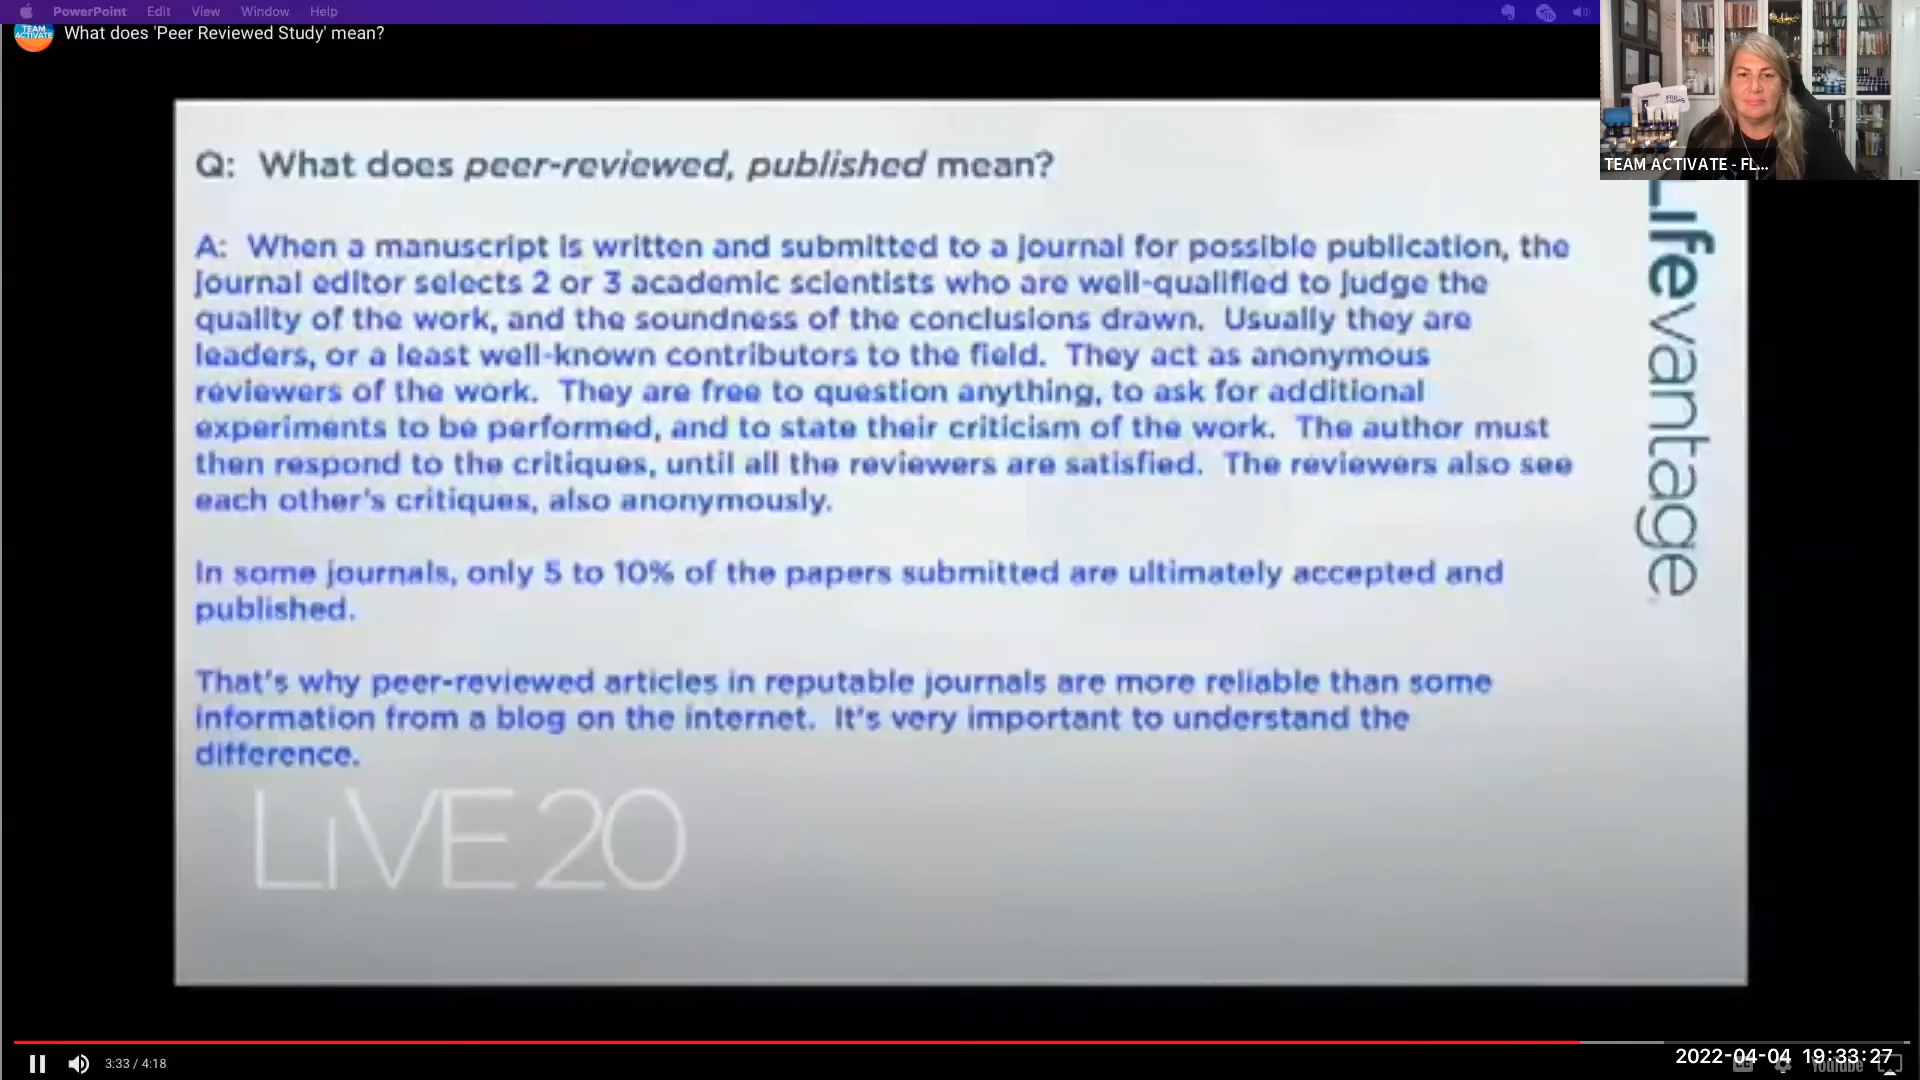 PowerPoint Edit View Window Help
TEAM ACTIVATE
What does 'Peer Reviewed Study' mean?
TEAM ACTIVATE - FL...
Q: What does peer-reviewed, published mean?
A: When a manuscript is written and submitted to a journal for possible publication, the
journal editor selects 2 or 3 academic scientists who are well-qualified to judge the
quality of the work, and the soundness of the conclusions drawn. Usually they are
leaders, or a least well-known contributors to the field. They act as anonymous
reviewers of the work. They are free to question anything, to ask for additional
experiments to be performed, and to state their criticism of the work. The author must
then respond to the critiques, until all the reviewers are satisfied. The reviewers also see
each other's critiques, also anonymously.
In some journals, only 5 to 10% of the papers submitted are ultimately accepted and
published.
That's why peer-reviewed articles in reputable journals are more reliable than some
information from a blog on the internet. It's very important to understand the
difference.
Lifevantage
LiVE 20
3:33 / 4:18
2022-04-04 19:33:27
YouTube